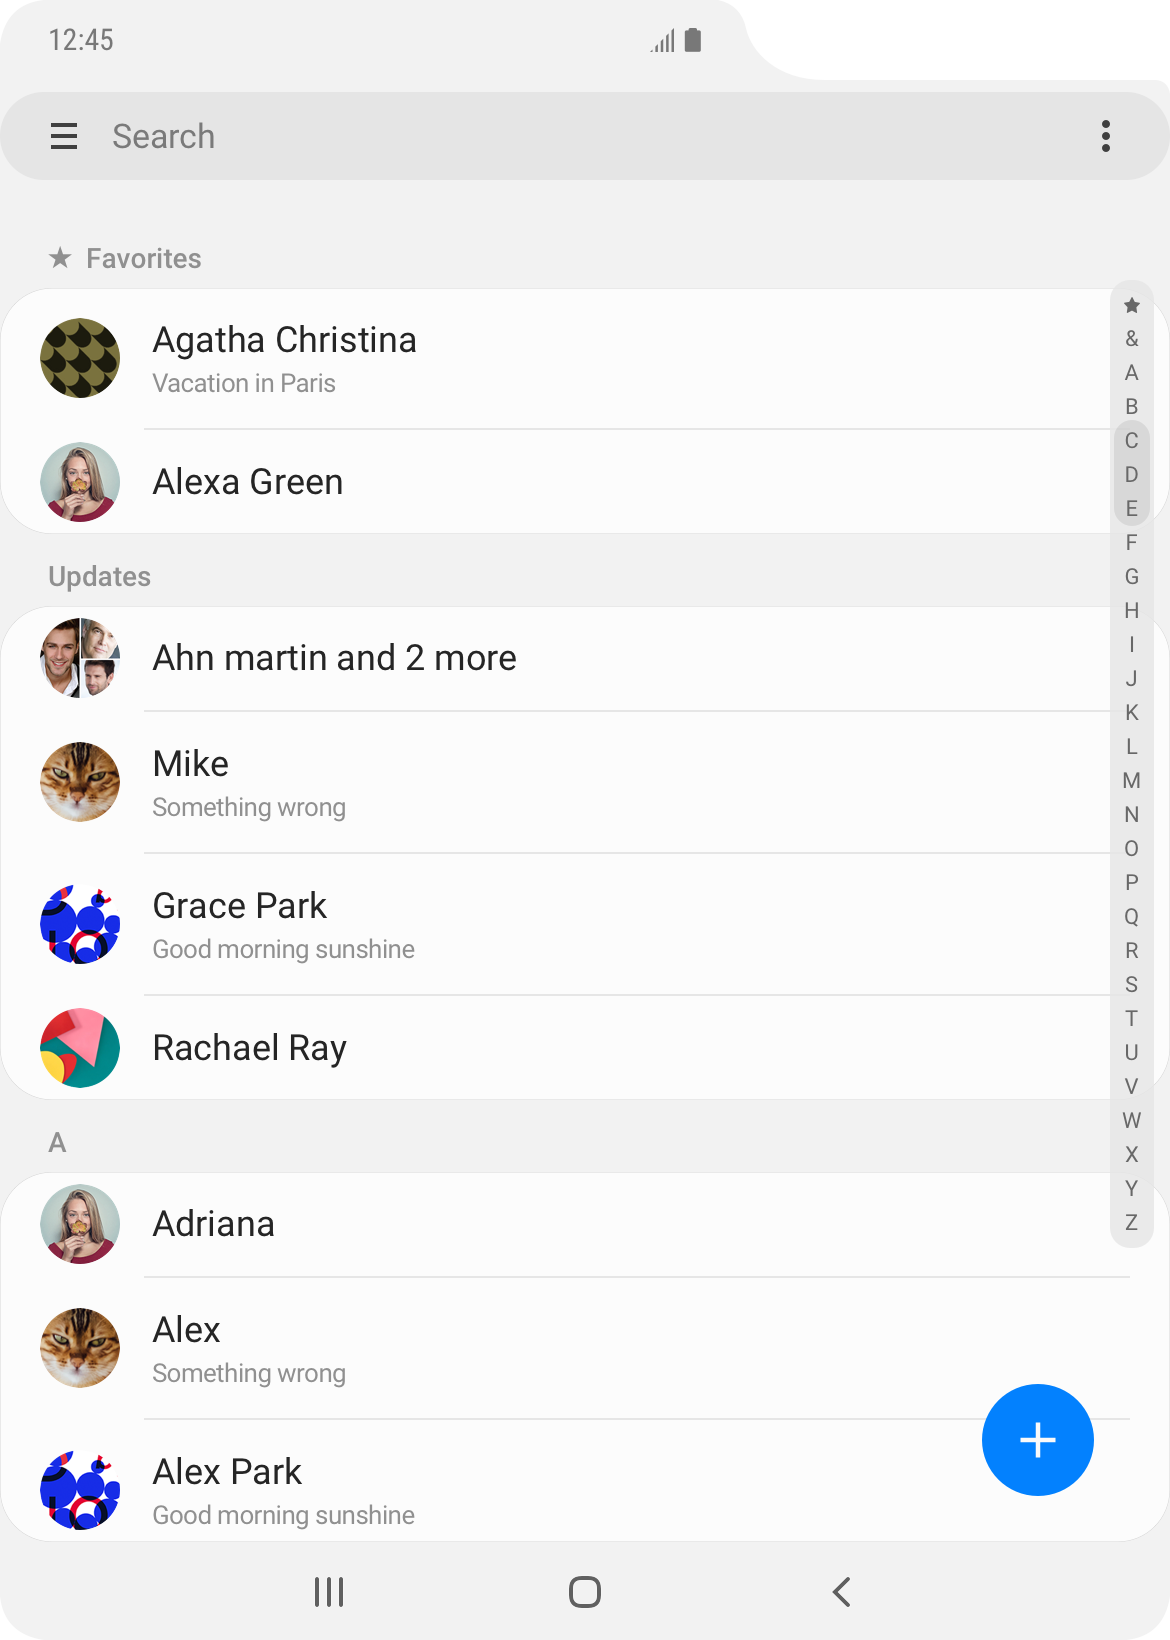 12:45
Search
Favorites
Agatha Christina
Vacation in Paris
Alexa Green
Updates
Ahn martin and 2 more
Mike
Something wrong
Grace Park
Good morning sunshine
Rachael Ray
A
Adriana
Alex
Something wrong
Alex Park
Good morning sunshine
&
A
B
C
D
E
F
G
H
I
J
K
L
M
N
O
P
Q
R
S
T
U
V
W
X
Y
Z